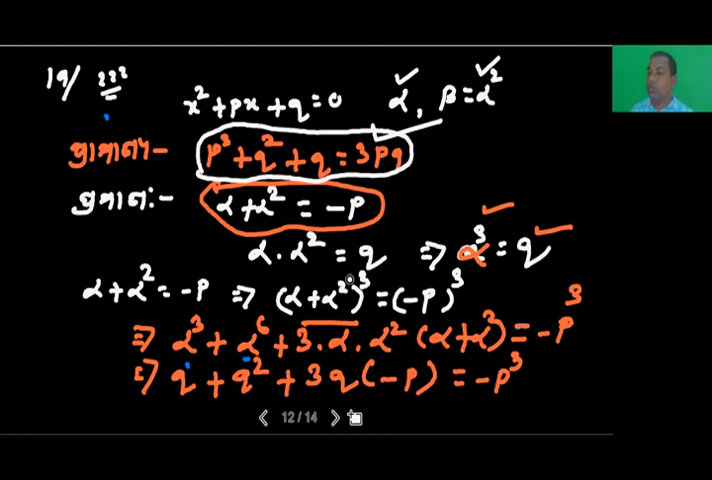 19/ ???
x² + px + q = 0   α, β = α²
প্রমাণ্য:- p³ + q² + q = 3pq
প্রমাণ:- α + α² = -p
α · α² = q ⇒ α³ = q
α + α² = -p ⇒ (α + α²)³ = (-p)³
⇒ α³ + α⁶ + 3·α·α² (α + α²) = -p³
⇒ q + q² + 3q(-p) = -p³
12/14